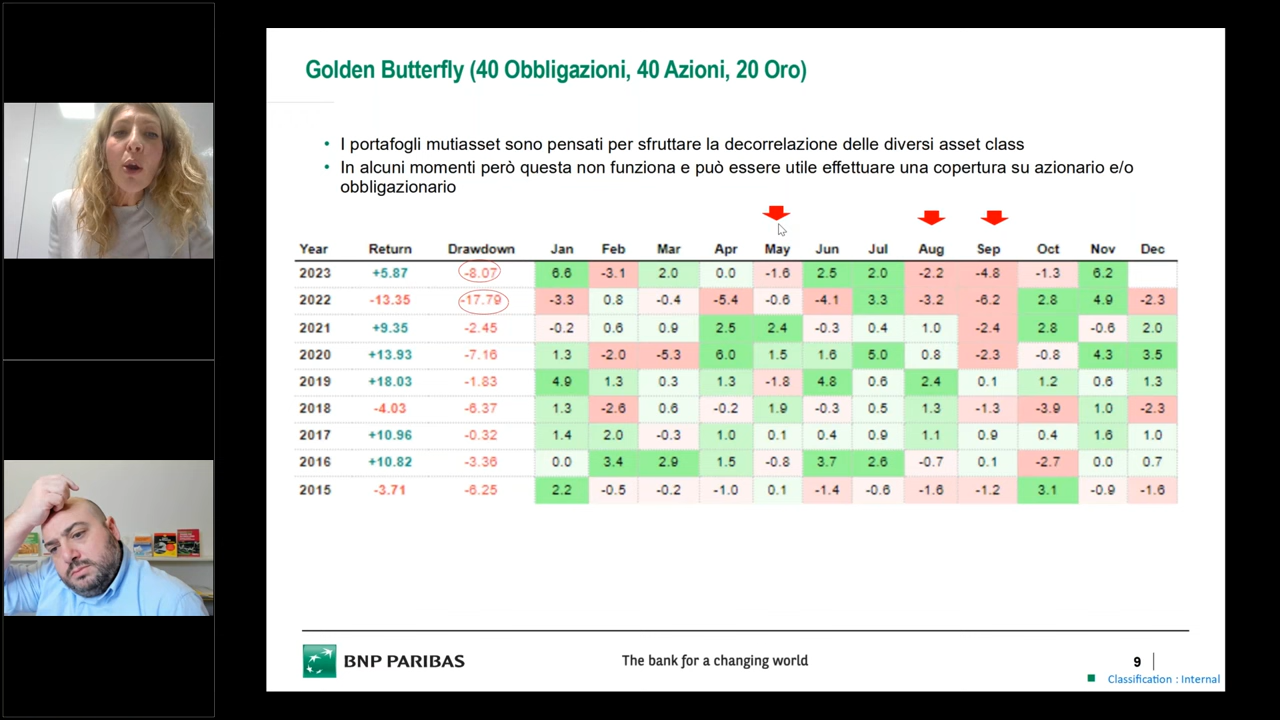 Golden Butterfly (40 Obbligazioni, 40 Azioni, 20 Oro)
• I portafogli mutiasset sono pensati per sfruttare la decorrelazione delle diversi asset class
• In alcuni momenti però questa non funziona e può essere utile effettuare una copertura su azionario e/o
obbligazionario
Year Return Drawdown Jan Feb Mar Apr May Jun Jul Aug Sep Oct Nov Dec
2023 +5.87 -8.07 6.6 -3.1 2.0 0.0 -1.6 2.5 2.0 -2.2 -4.8 -1.3 6.2
2022 -13.35 -17.79 -3.3 0.8 -0.4 -5.4 -0.6 -4.1 3.3 -3.2 -6.2 2.8 4.9 -2.3
2021 +9.35 -2.45 -0.2 0.6 0.9 2.5 2.4 -0.3 0.4 1.0 -2.4 2.8 -0.6 2.0
2020 +13.93 -7.16 1.3 -2.0 -5.3 6.0 1.5 1.6 5.0 0.8 -2.3 -0.8 4.3 3.5
2019 +18.03 -1.83 4.9 1.3 0.3 1.3 -1.8 4.8 0.6 2.4 0.1 1.2 0.6 1.3
2018 -4.03 -6.37 1.3 -2.6 0.6 -0.2 1.9 -0.3 0.5 1.3 -1.3 -3.9 1.0 -2.3
2017 +10.96 -0.32 1.4 2.0 -0.3 1.0 0.1 0.4 0.9 1.1 0.9 0.4 1.6 1.0
2016 +10.82 -3.36 0.0 3.4 2.9 1.5 -0.8 3.7 2.6 -0.7 0.1 -2.7 0.0 0.7
2015 -3.71 -6.25 2.2 -0.5 -0.2 -1.0 0.1 -1.4 -0.6 -1.6 -1.2 3.1 -0.9 -1.6
BNP PARIBAS
The bank for a changing world
9
Classification : Internal